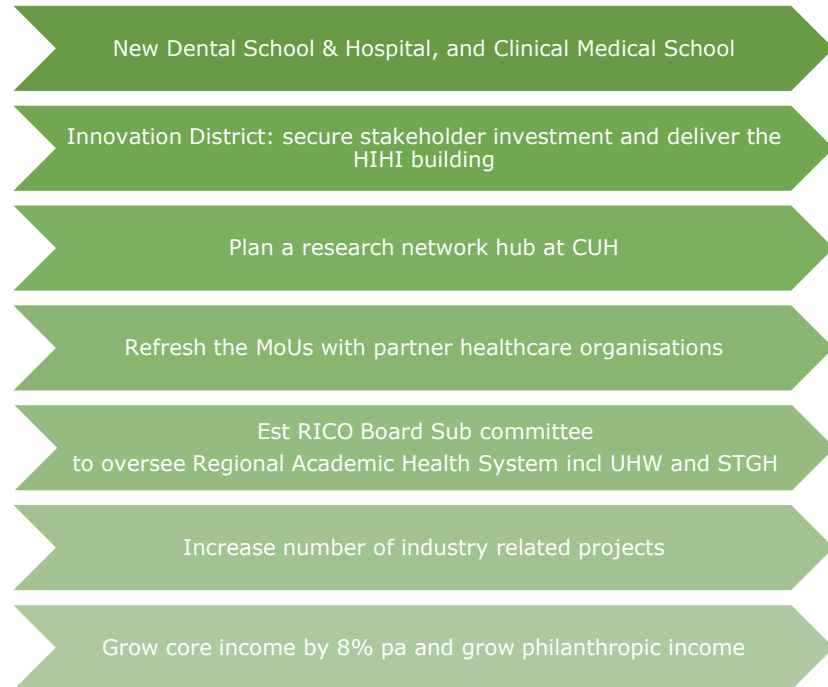 New Dental School & Hospital, and Clinical Medical School
Innovation District: secure stakeholder investment and deliver the
HIHI building
Plan a research network hub at CUH
Refresh the MoUs with partner healthcare organisations
Est RICO Board Sub committee
to oversee Regional Academic Health System incl UHW and STGH
Increase number of industry related projects
Grow core income by 8% pa and grow philanthropic income